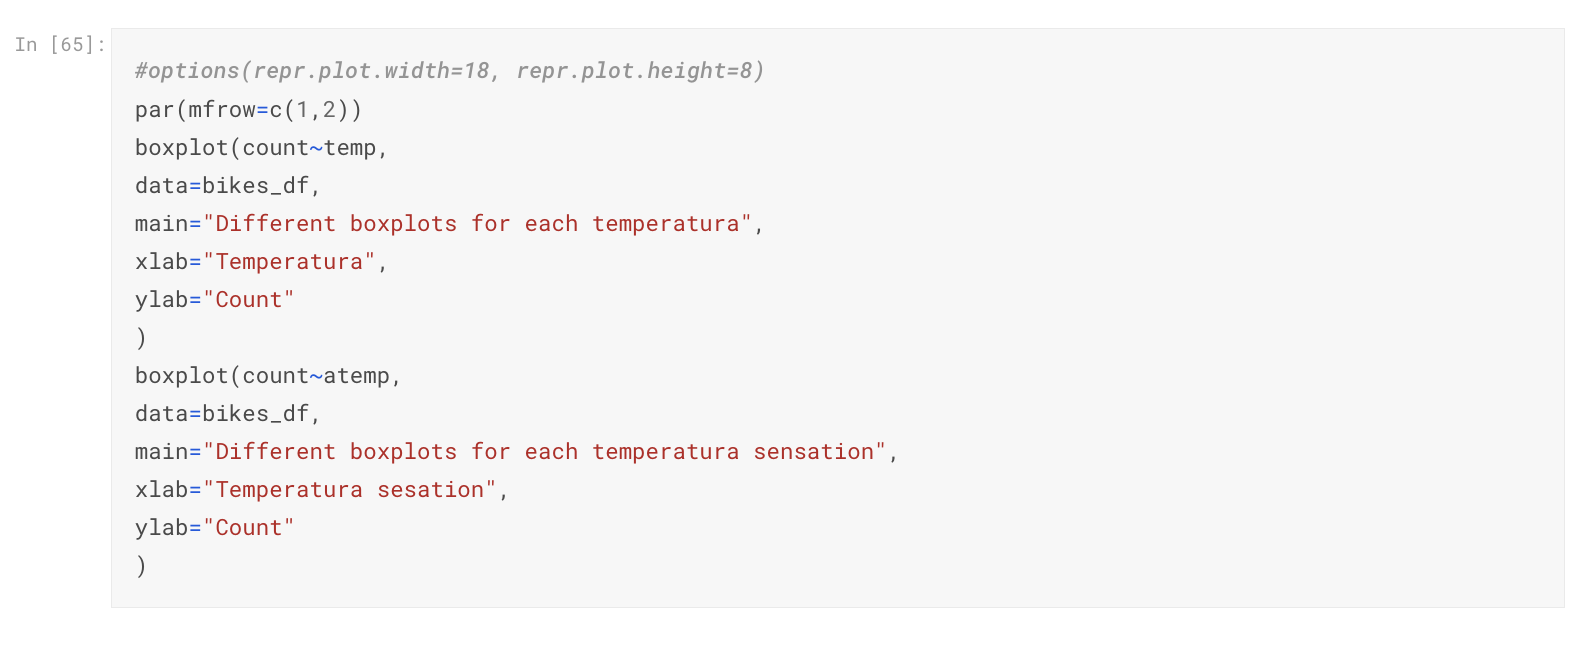 In [65]:
#options(repr.plot.width=18, repr.plot.height=8)
par(mfrow=c(1,2))
boxplot(count~temp,
data=bikes_df,
main="Different boxplots for each temperatura",
xlab="Temperatura",
ylab="Count"
)
boxplot(count~atemp,
data=bikes_df,
main="Different boxplots for each temperatura sensation",
xlab="Temperatura sesation",
ylab="Count"
)